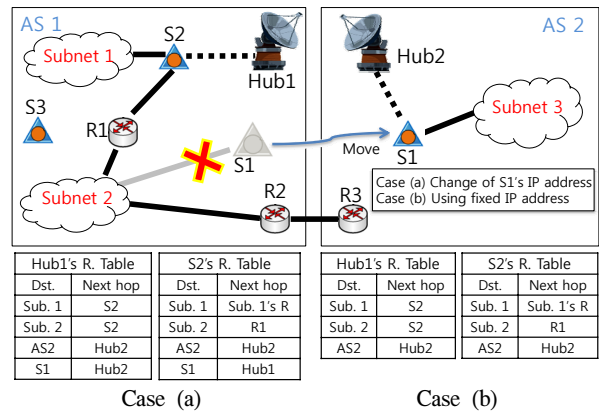 AS 1
AS 2
S2
Subnet 1
Hub1
Hub2
S3
Subnet 3
R1
S1
Move
S1
Subnet 2
Case (a) Change of S1's IP address
Case (b) Using fixed IP address
R2
R3
Hub1's R. Table
Dst. Next hop
Sub. 1 S2
Sub. 2 S2
AS2 Hub2
S1 Hub2
S2's R. Table
Dst. Next hop
Sub. 1 Sub. 1's R
Sub. 2 R1
AS2 Hub2
S1 Hub1
Hub1's R. Table
Dst. Next hop
Sub. 1 S2
Sub. 2 S2
AS2 Hub2
S2's R. Table
Dst. Next hop
Sub. 1 Sub. 1's R
Sub. 2 R1
AS2 Hub2
Case (a)
Case (b)